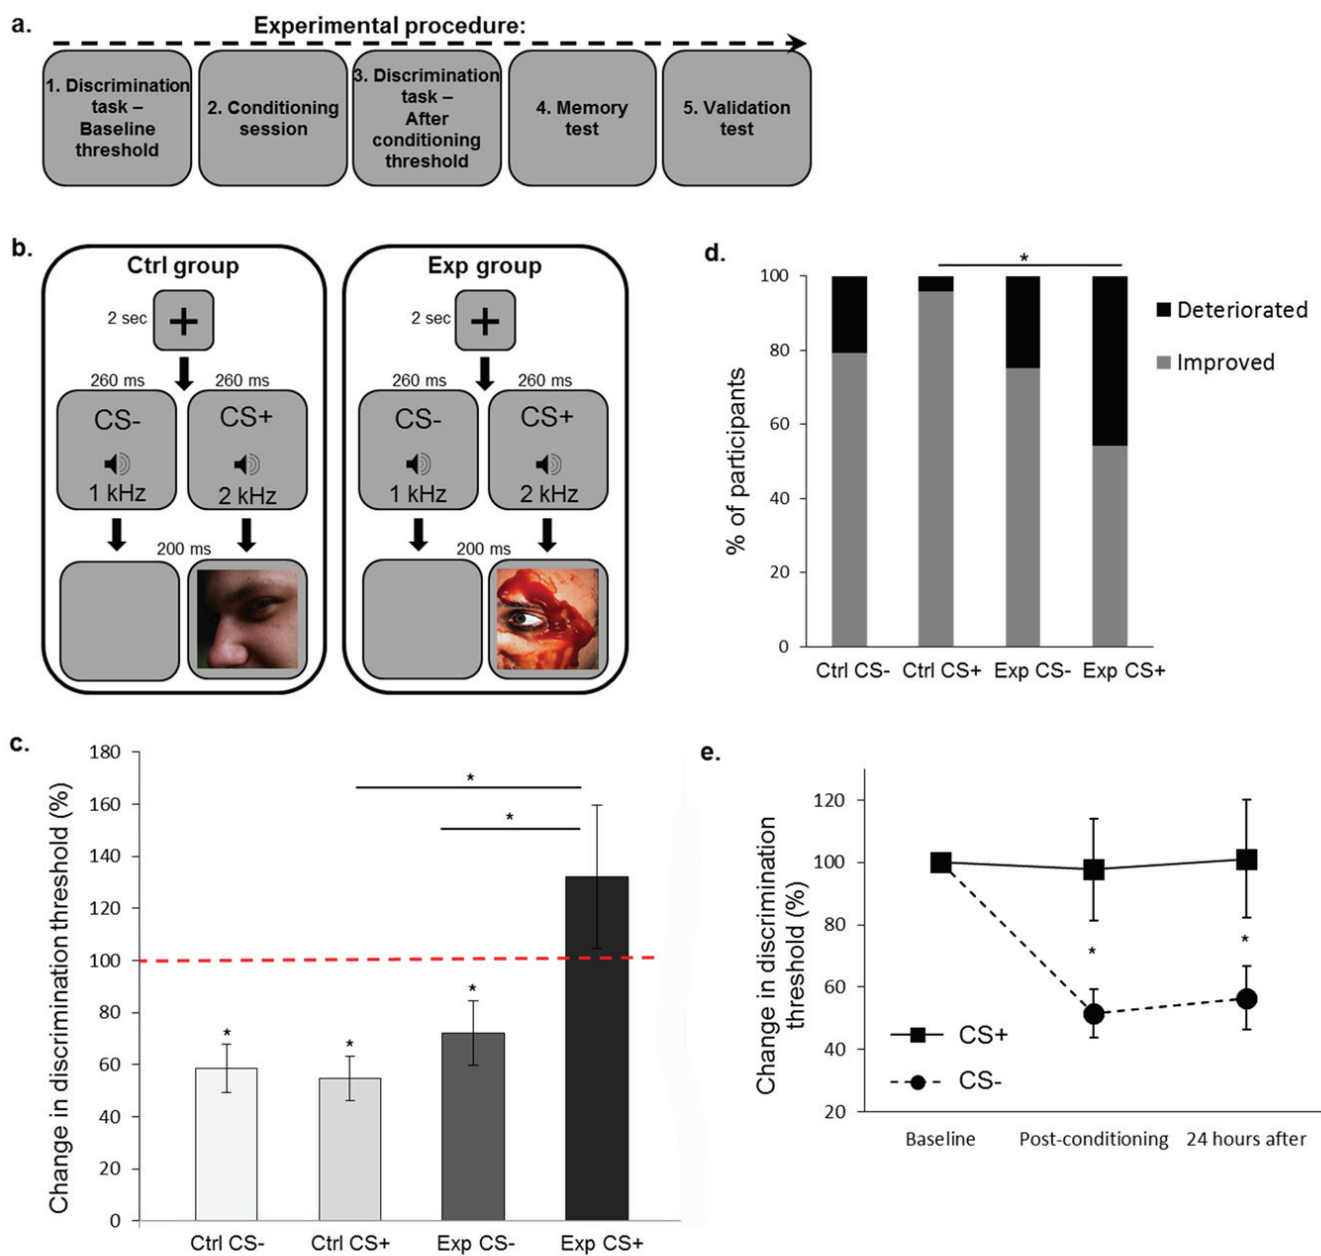 a.
Experimental procedure:
1. Discrimination
task –
Baseline
threshold
2. Conditioning
session
3. Discrimination
task –
After
conditioning
threshold
4. Memory
test
5. Validation
test
b.
Ctrl group
2 sec
260 ms
260 ms
CS-
CS+
1 kHz
2 kHz
200 ms
Exp group
2 sec
260 ms
260 ms
CS-
CS+
1 kHz
2 kHz
200 ms
d.
*
% of participants
100
80
60
40
20
0
Ctrl CS-
Ctrl CS+
Exp CS-
Exp CS+
Deteriorated
Improved
c.
Change in discrimination threshold (%)
180
160
140
120
100
80
60
40
20
0
*
*
*
*
*
Ctrl CS-
Ctrl CS+
Exp CS-
Exp CS+
e.
Change in discrimination
threshold (%)
120
100
80
60
40
20
*
*
CS+
CS-
Baseline
Post-conditioning
24 hours after